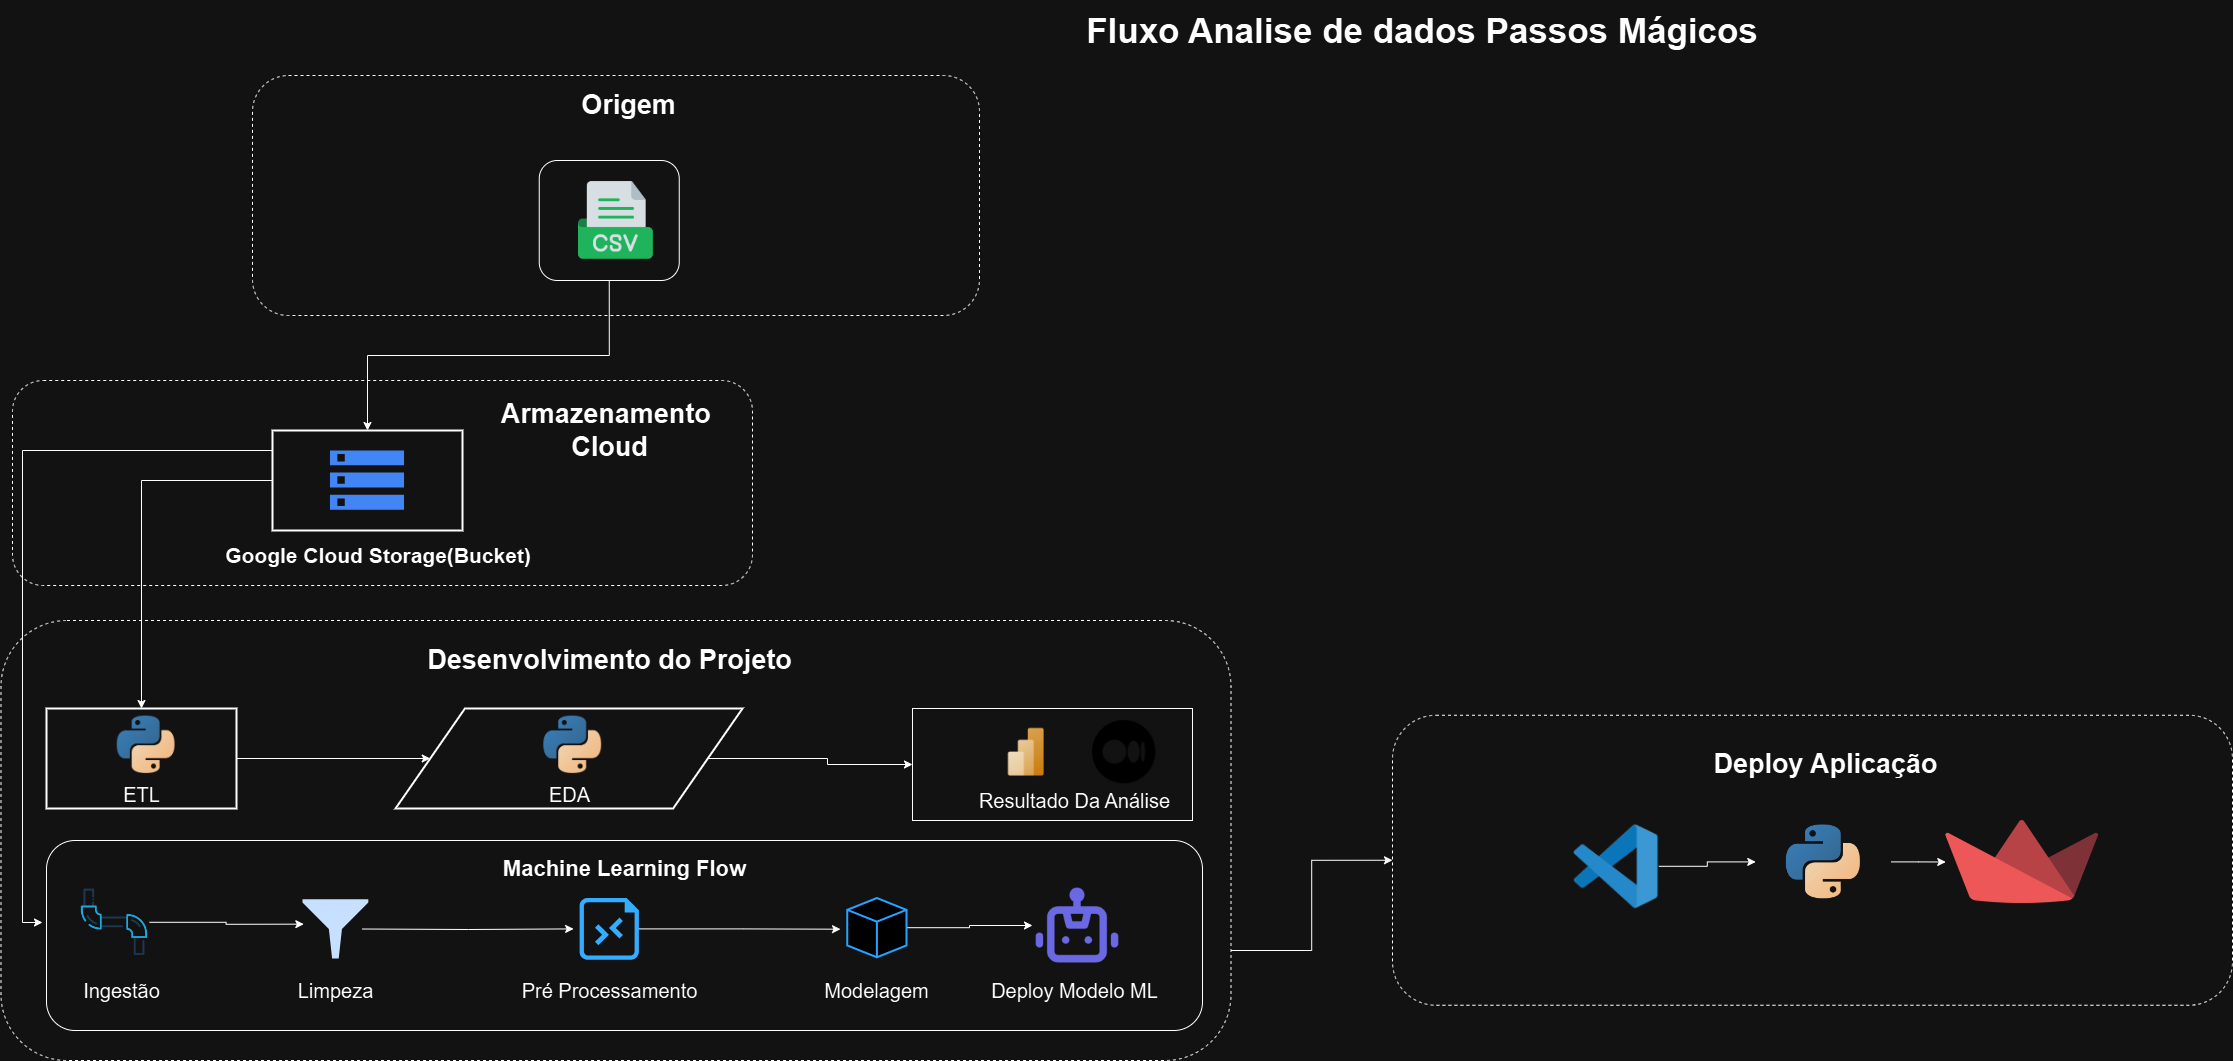 Fluxo Analise de dados Passos Mágicos
Origem
CSV
Armazenamento
Cloud
Google Cloud Storage(Bucket)
Desenvolvimento do Projeto
ETL
EDA
Resultado Da Análise
Machine Learning Flow
Ingestão
Limpeza
Pré Processamento
Modelagem
Deploy Modelo ML
Deploy Aplicação